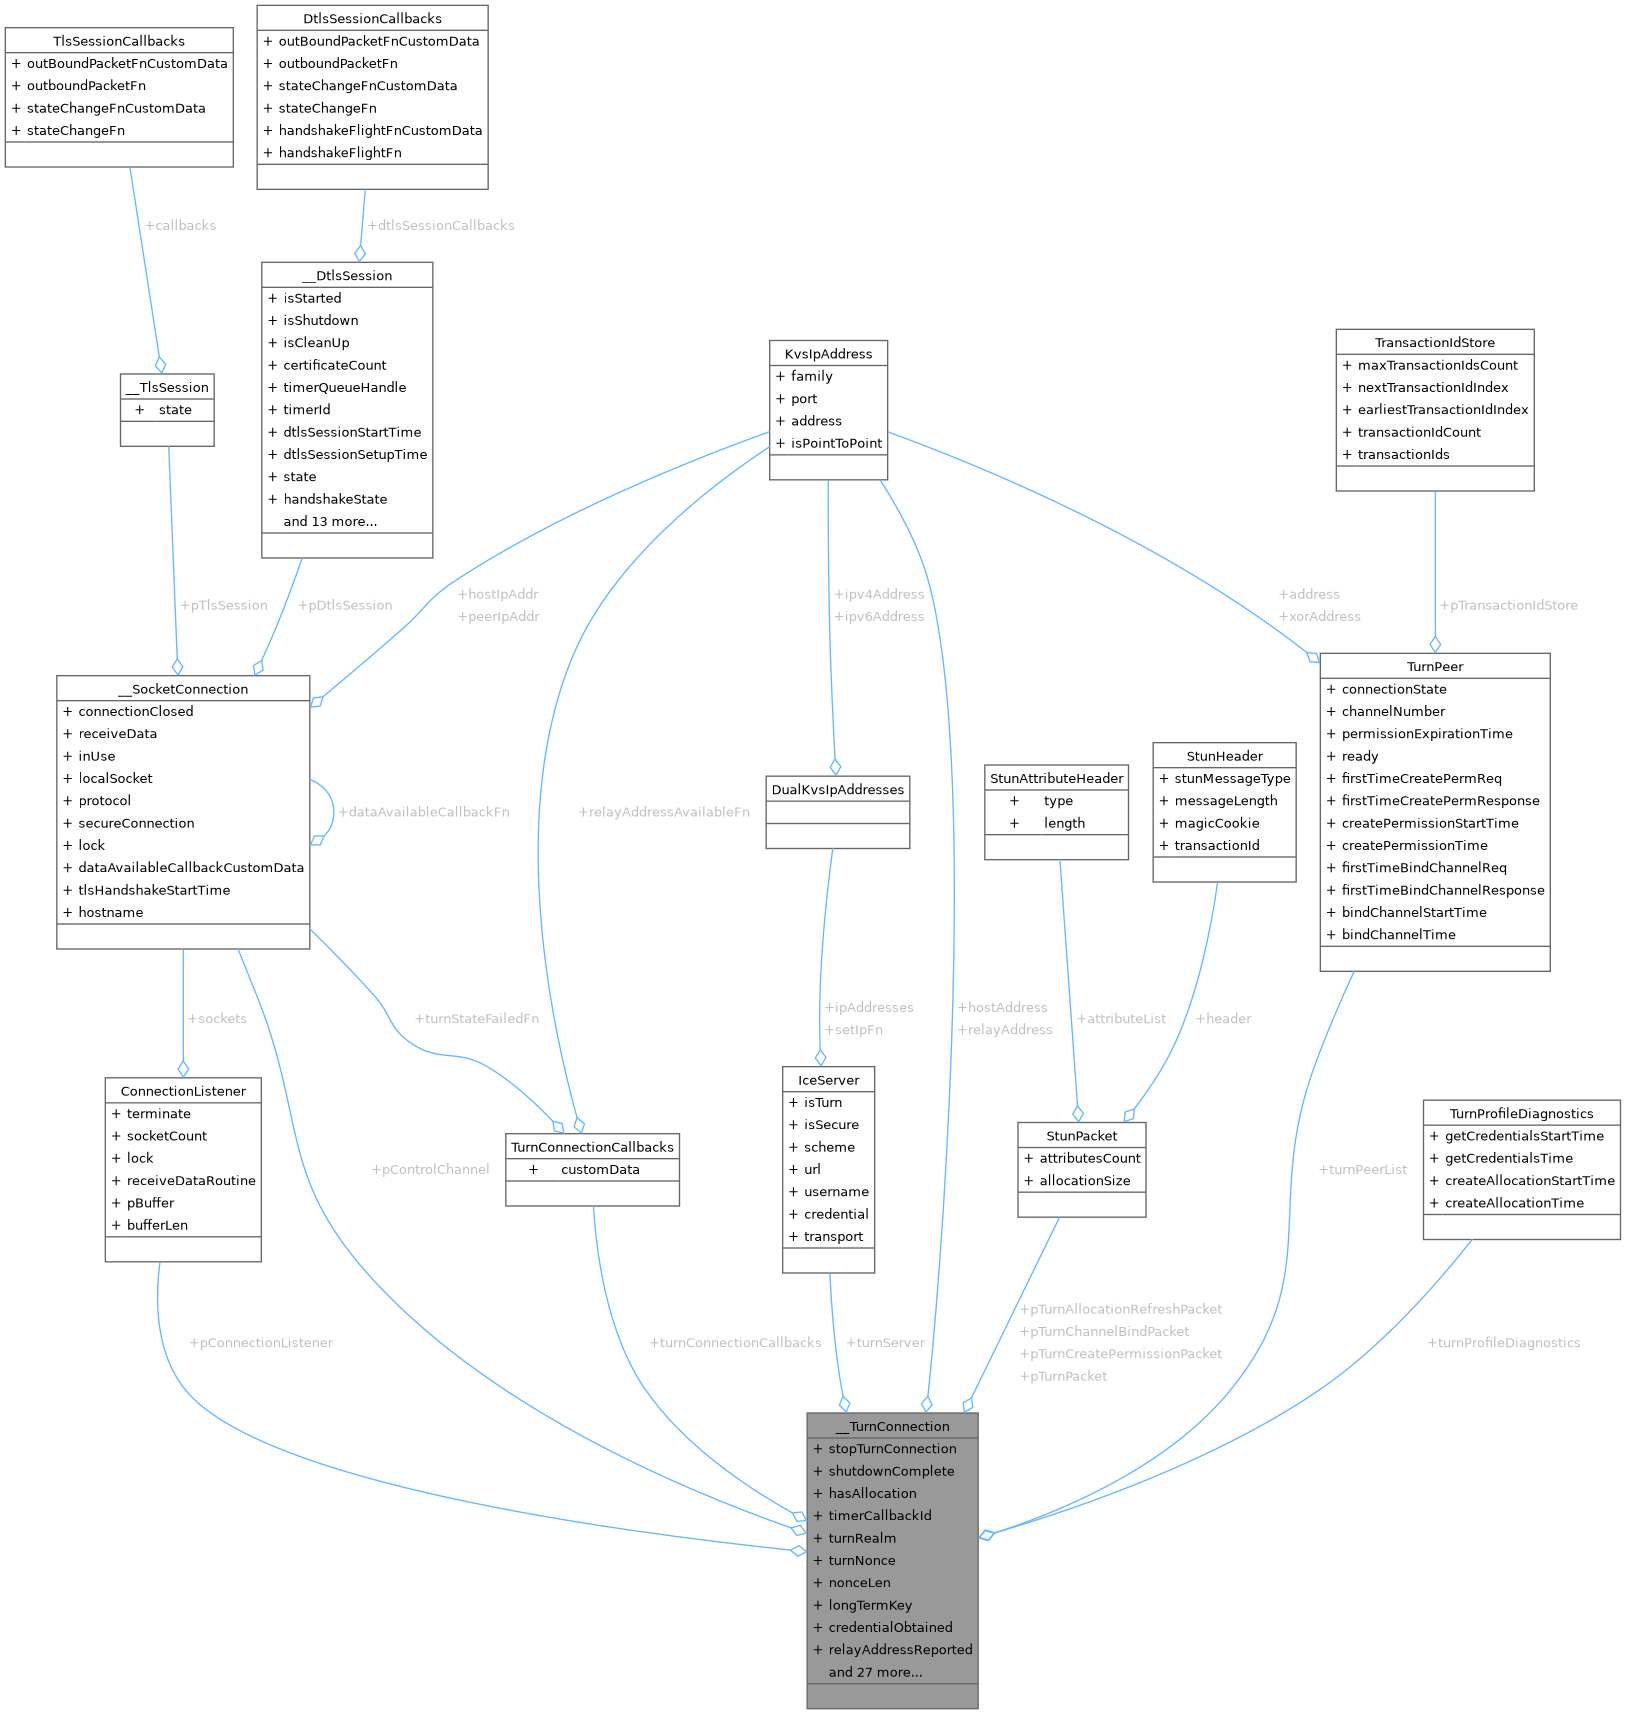 TlsSessionCallbacks
+ outBoundPacketFnCustomData
+ outboundPacketFn
+ stateChangeFnCustomData
+ stateChangeFn
DtlsSessionCallbacks
+ outBoundPacketFnCustomData
+ outboundPacketFn
+ stateChangeFnCustomData
+ stateChangeFn
+ handshakeFlightFnCustomData
+ handshakeFlightFn
+callbacks
+dtlsSessionCallbacks
__DtlsSession
+ isStarted
+ isShutdown
+ isCleanUp
+ certificateCount
+ timerQueueHandle
+ timerId
+ dtlsSessionStartTime
+ dtlsSessionSetupTime
+ state
+ handshakeState
and 13 more...
__TlsSession
+ state
KvsIpAddress
+ family
+ port
+ address
+ isPointToPoint
TransactionIdStore
+ maxTransactionIdsCount
+ nextTransactionIdIndex
+ earliestTransactionIdIndex
+ transactionIdCount
+ transactionIds
+pTlsSession
+pDtlsSession
+hostIpAddr
+peerIpAddr
+ipv4Address
+ipv6Address
+address
+xorAddress
+pTransactionIdStore
__SocketConnection
+ connectionClosed
+ receiveData
+ inUse
+ localSocket
+ protocol
+ secureConnection
+ lock
+ dataAvailableCallbackCustomData
+ tlsHandshakeStartTime
+ hostname
+dataAvailableCallbackFn
+relayAddressAvailableFn
DualKvsIpAddresses
StunAttributeHeader
+ type
+ length
StunHeader
+ stunMessageType
+ messageLength
+ magicCookie
+ transactionId
TurnPeer
+ connectionState
+ channelNumber
+ permissionExpirationTime
+ ready
+ firstTimeCreatePermReq
+ firstTimeCreatePermResponse
+ createPermissionStartTime
+ createPermissionTime
+ firstTimeBindChannelReq
+ firstTimeBindChannelResponse
+ bindChannelStartTime
+ bindChannelTime
+sockets
+turnStateFailedFn
+ipAddresses
+setIpFn
+hostAddress
+relayAddress
+attributeList
+header
ConnectionListener
+ terminate
+ socketCount
+ lock
+ receiveDataRoutine
+ pBuffer
+ bufferLen
+pControlChannel
TurnConnectionCallbacks
+ customData
IceServer
+ isTurn
+ isSecure
+ scheme
+ url
+ username
+ credential
+ transport
StunPacket
+ attributesCount
+ allocationSize
+turnPeerList
TurnProfileDiagnostics
+ getCredentialsStartTime
+ getCredentialsTime
+ createAllocationStartTime
+ createAllocationTime
+pConnectionListener
+turnConnectionCallbacks
+turnServer
+pTurnAllocationRefreshPacket
+pTurnChannelBindPacket
+pTurnCreatePermissionPacket
+pTurnPacket
+turnProfileDiagnostics
__TurnConnection
+ stopTurnConnection
+ shutdownComplete
+ hasAllocation
+ timerCallbackId
+ turnRealm
+ turnNonce
+ nonceLen
+ longTermKey
+ credentialObtained
+ relayAddressReported
and 27 more...